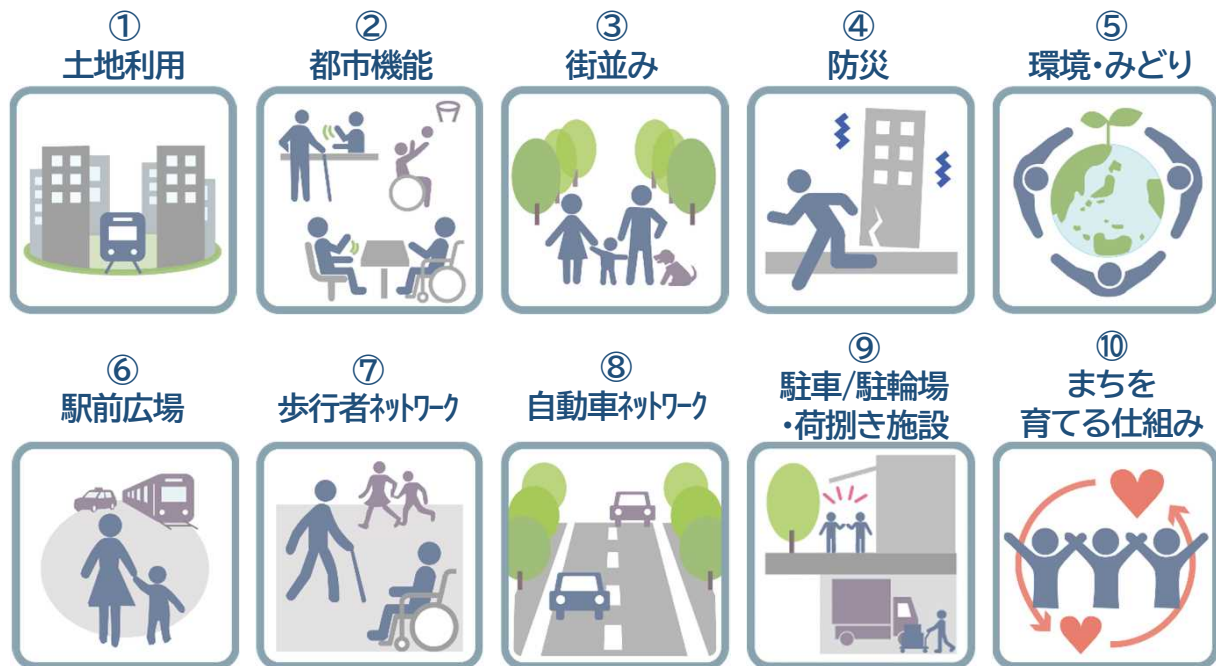 ①
土地利用
②
都市機能
③
街並み
④
防災
⑤
環境・みどり
⑥
駅前広場
⑦
歩行者ﾈｯﾄﾜｰｸ
⑧
自動車ﾈｯﾄﾜｰｸ
⑨
駐車/駐輪場
・荷捌き施設
⑩
まちを
育てる仕組み